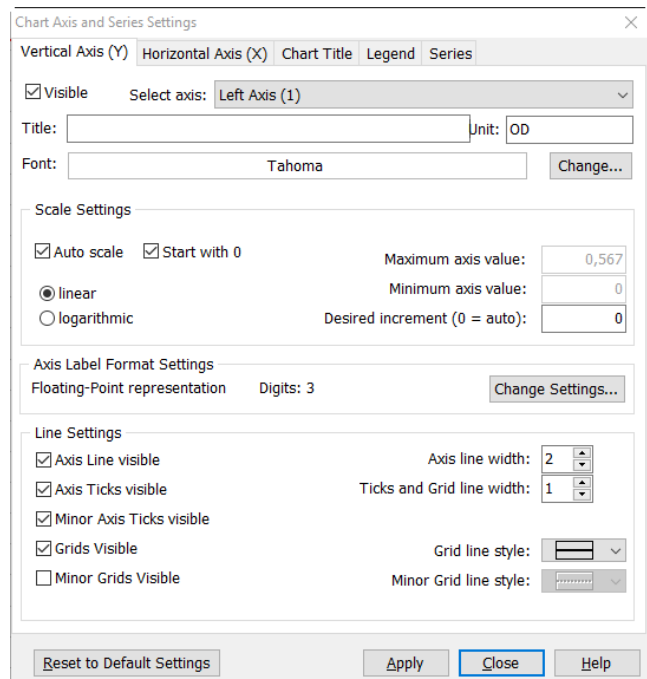 Chart Axis and Series Settings
Vertical Axis (Y) Horizontal Axis (X) Chart Title Legend Series
Visible Select axis: Left Axis (1)
Title: Unit: OD
Font: Tahoma Change...
Scale Settings
Auto scale Start with 0 Maximum axis value: 0,567
linear Minimum axis value: 0
logarithmic Desired increment (0 = auto): 0
Axis Label Format Settings
Floating-Point representation Digits: 3 Change Settings...
Line Settings
Axis Line visible Axis line width: 2
Axis Ticks visible Ticks and Grid line width: 1
Minor Axis Ticks visible
Grids Visible Grid line style:
Minor Grids Visible Minor Grid line style:
Reset to Default Settings Apply Close Help